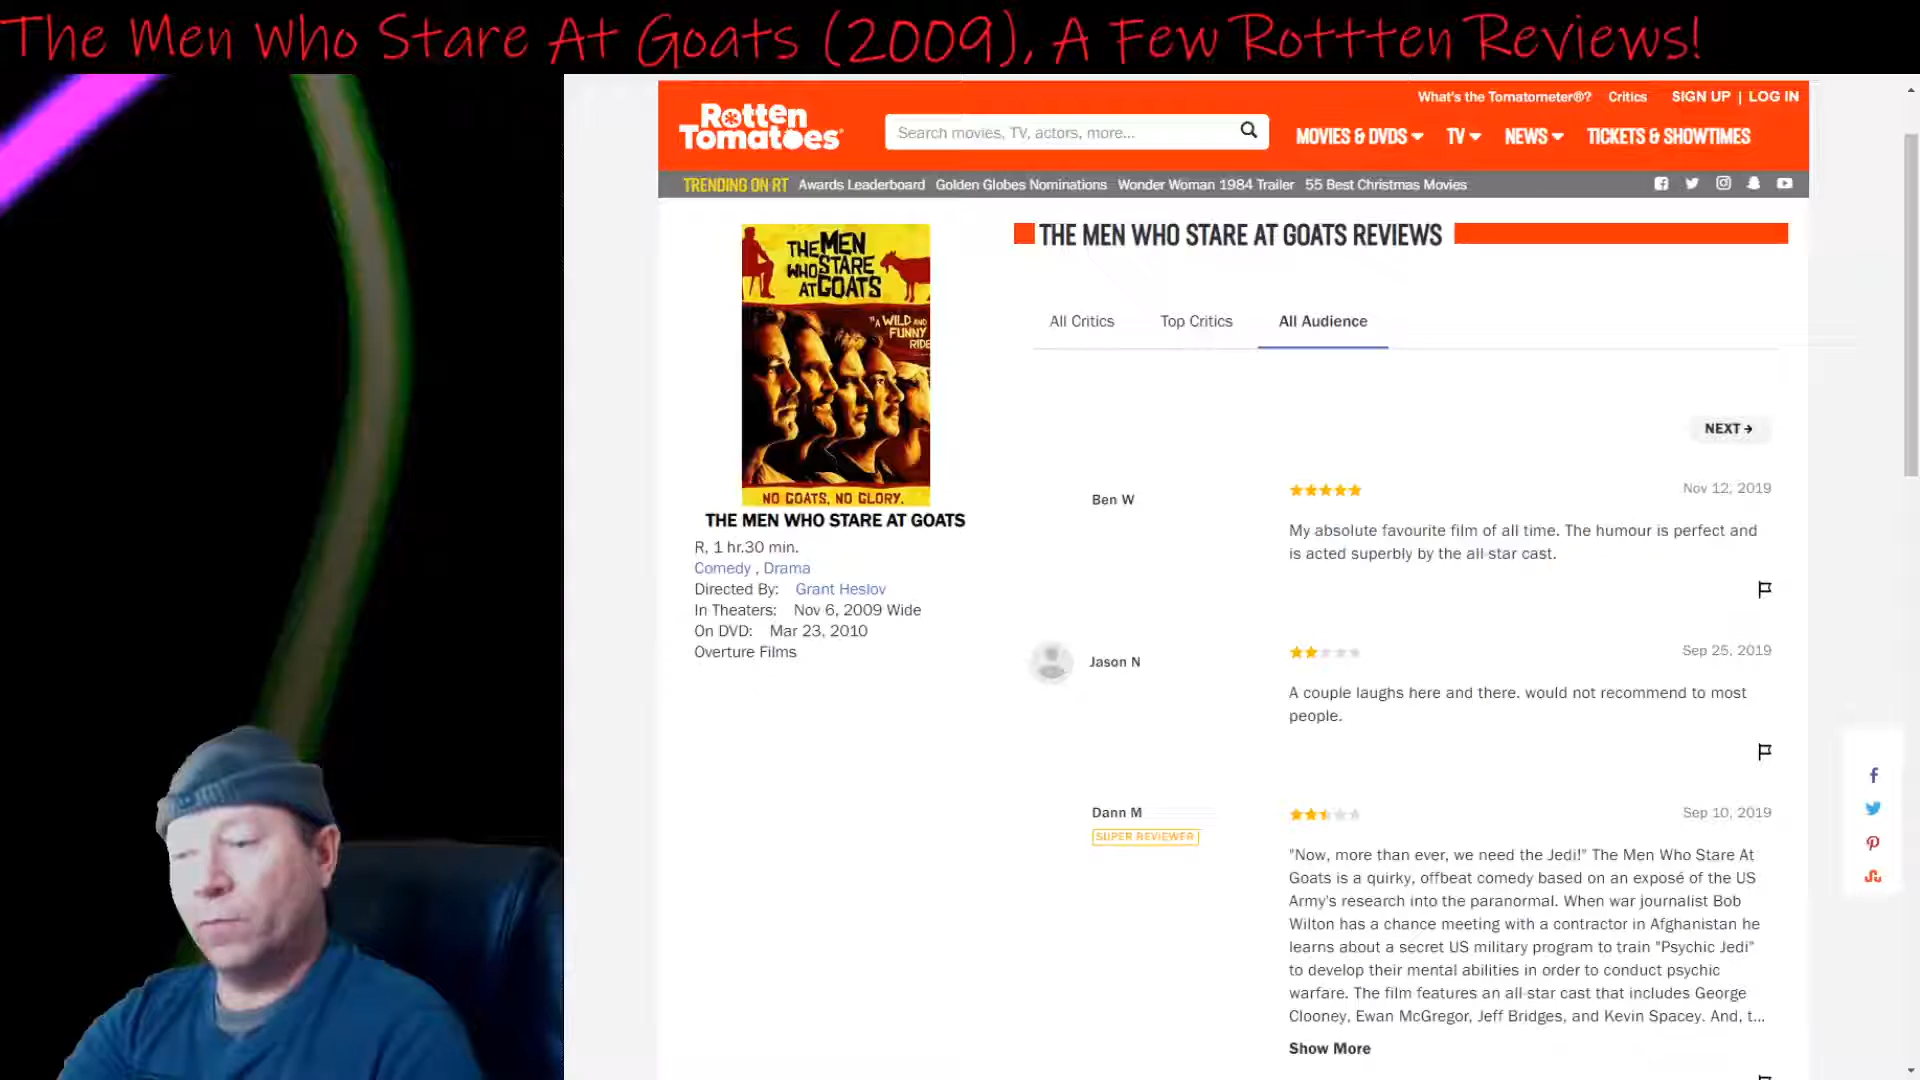 The Men Who Stare At Goats (2009), A Few Rottten Reviews!
What's the Tomatometer®? Critics SIGN UP | LOG IN
Rotten
Tomatoes
Search movies, TV, actors, more...
MOVIES & DVDS TV NEWS TICKETS & SHOWTIMES
TRENDING ON RT Awards Leaderboard Golden Globes Nominations Wonder Woman 1984 Trailer 55 Best Christmas Movies
THE MEN
WHO STARE
AT GOATS
"A WILD AND
FUNNY
RIDE
NO GOATS, NO GLORY.
THE MEN WHO STARE AT GOATS
R, 1 hr.30 min.
Comedy , Drama
Directed By: Grant Heslov
In Theaters: Nov 6, 2009 Wide
On DVD: Mar 23, 2010
Overture Films
THE MEN WHO STARE AT GOATS REVIEWS
All Critics Top Critics All Audience
NEXT
Ben W
Nov 12, 2019
My absolute favourite film of all time. The humour is perfect and
is acted superbly by the all-star cast.
Jason N
Sep 25, 2019
A couple laughs here and there. would not recommend to most
people.
Dann M
SUPER REVIEWER
Sep 10, 2019
"Now, more than ever, we need the Jedi!" The Men Who Stare At
Goats is a quirky, offbeat comedy based on an exposé of the US
Army's research into the paranormal. When war journalist Bob
Wilton has a chance meeting with a contractor in Afghanistan he
learns about a secret US military program to train "Psychic Jedi"
to develop their mental abilities in order to conduct psychic
warfare. The film features an all-star cast that includes George
Clooney, Ewan McGregor, Jeff Bridges, and Kevin Spacey. And, t...
Show More